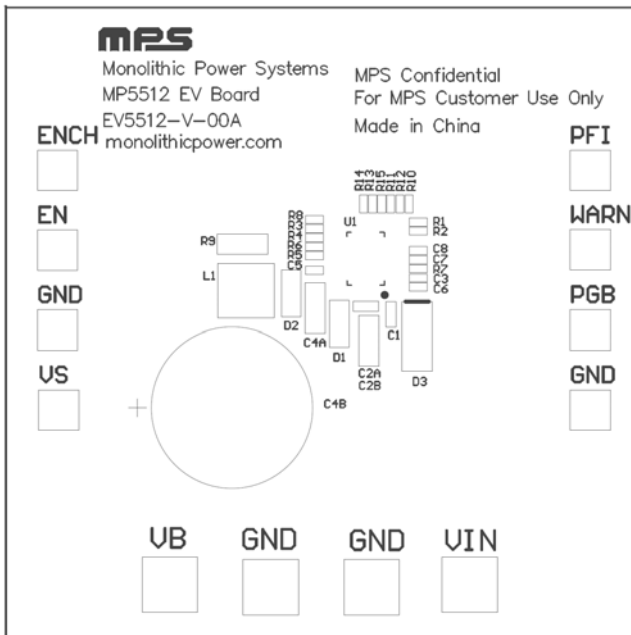 mps
Monolithic Power Systems
MP5512 EV Board
EV5512-V-00A
monolithicpower.com
MPS Confidential
For MPS Customer Use Only
Made in China
ENCH
EN
GND
VS
PFI
WARN
PGB
GND
R14
R13
R15
R11
R12
R10
R8
R3
R4
R6
R5
C5
U1
R1
R2
C8
C7
R7
C3
C6
R9
L1
D2
C4A
D1
C1
C2A
C2B
D3
C4B
VB
GND
GND
VIN